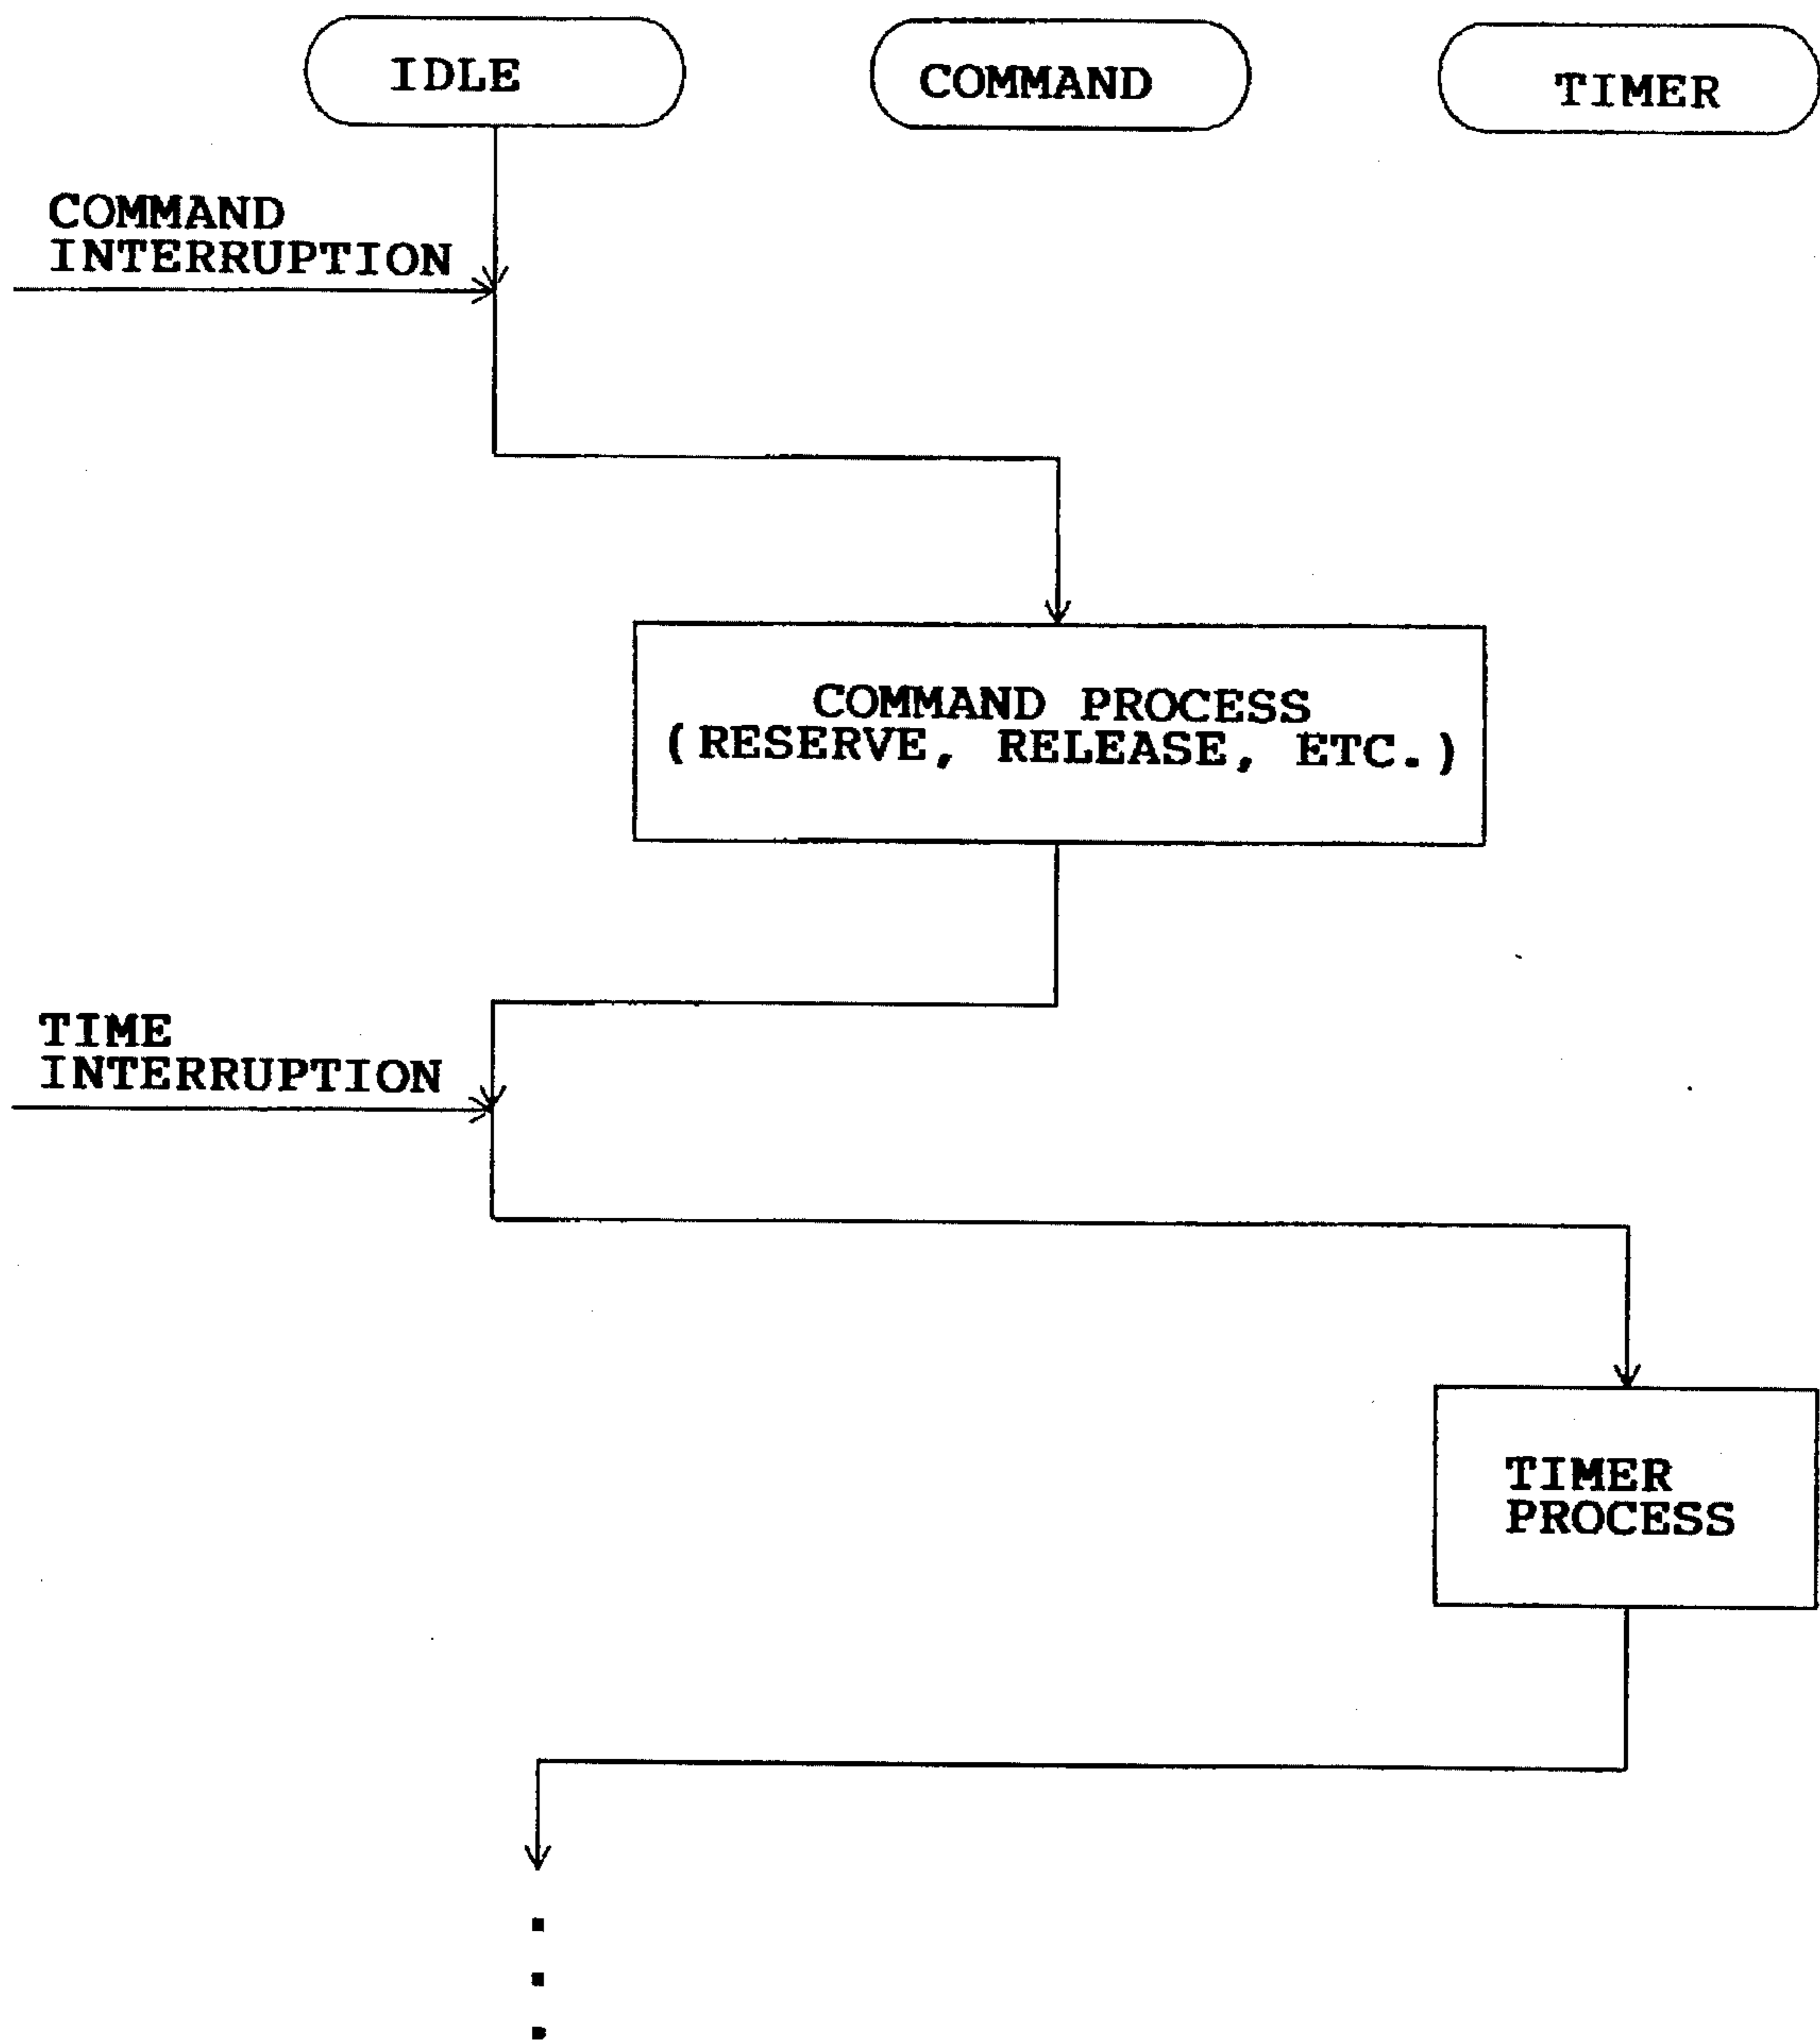 IDLE
COMMAND
TIMER
COMMAND
INTERRUPTION
COMMAND PROCESS
(RESERVE, RELEASE, ETC.)
TIME
INTERRUPTION
TIMER
PROCESS